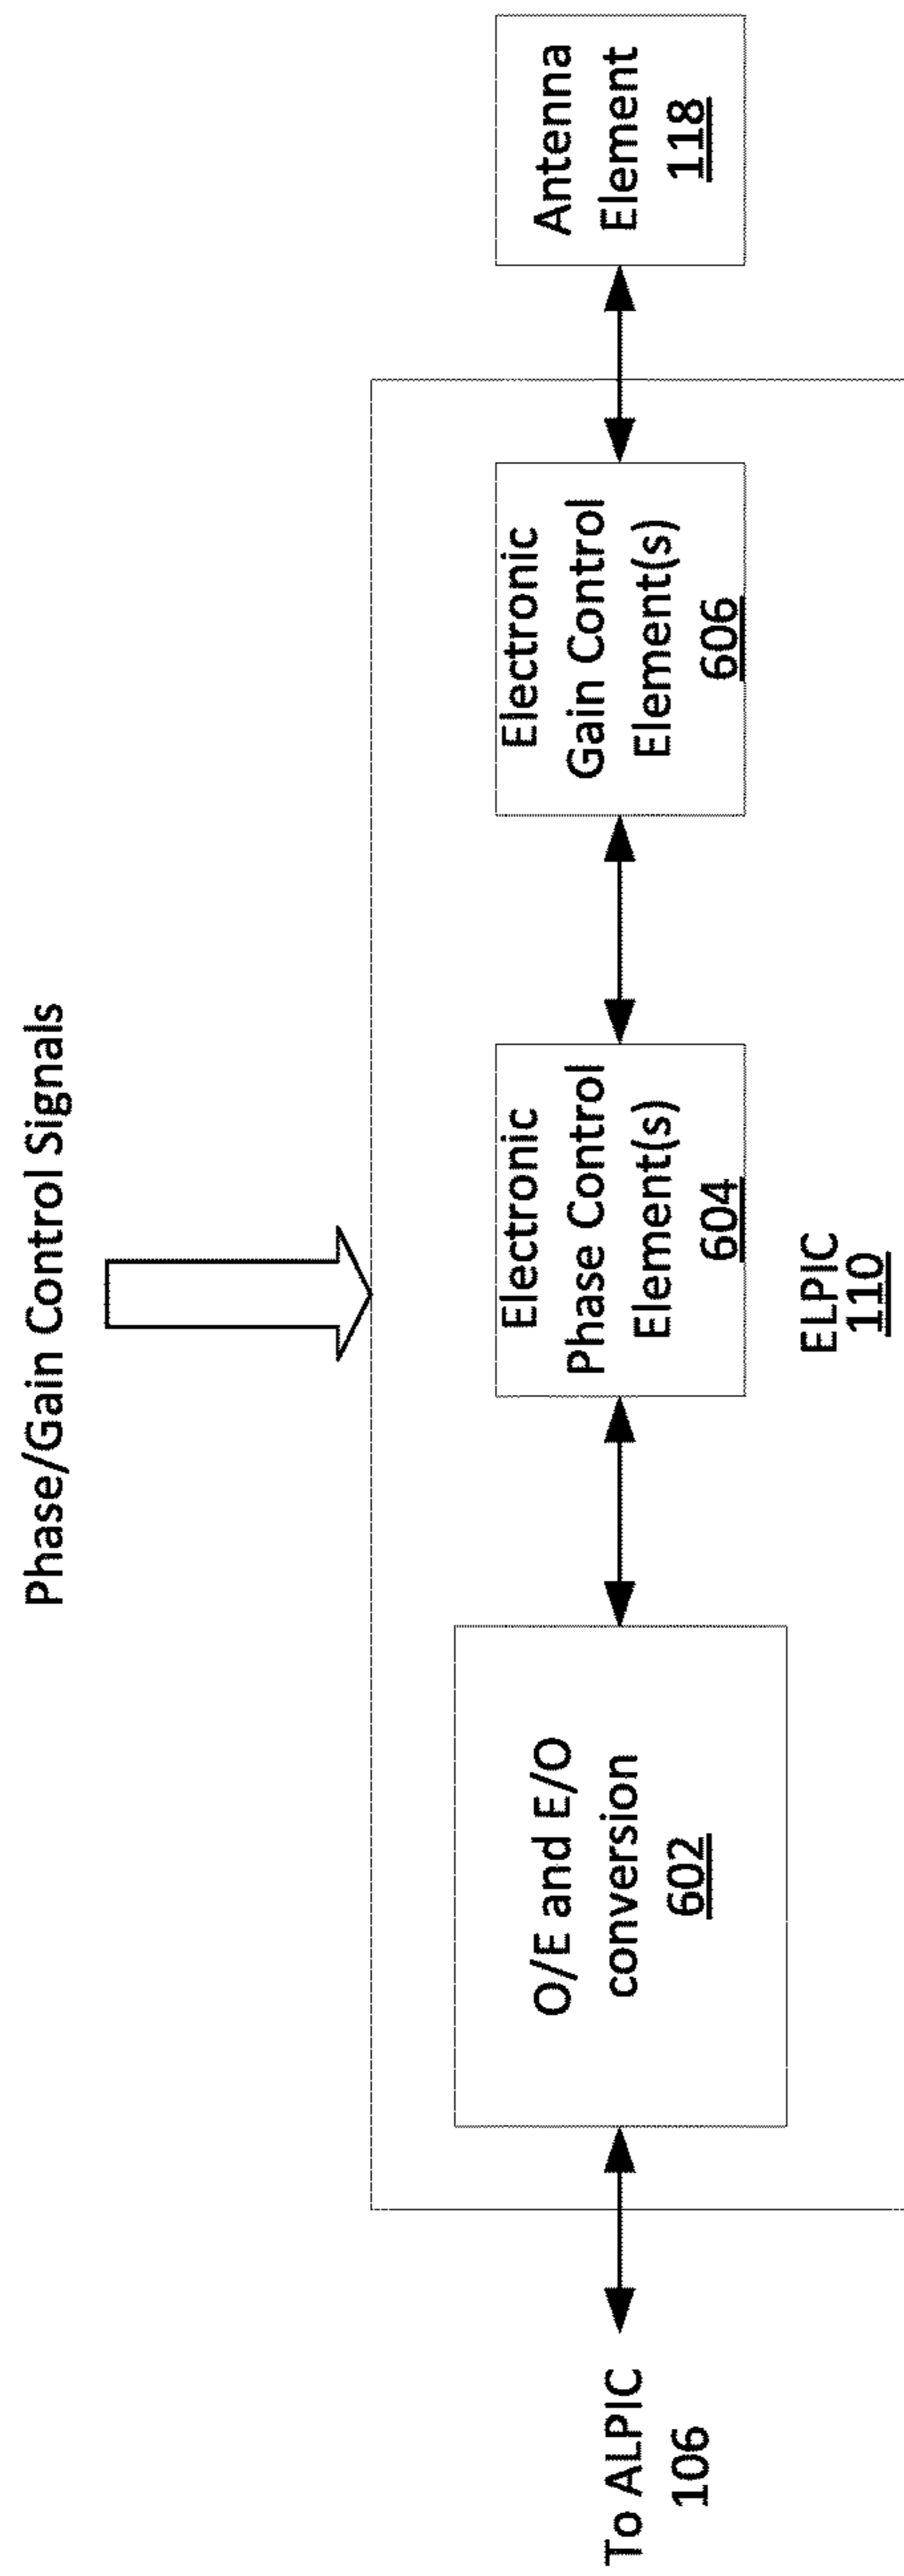 Phase/Gain Control Signals
To ALPIC
106
O/E and E/O
conversion
602
Electronic
Phase Control
Element(s)
604
Electronic
Gain Control
Element(s)
606
Antenna
Element
118
ELPIC
110